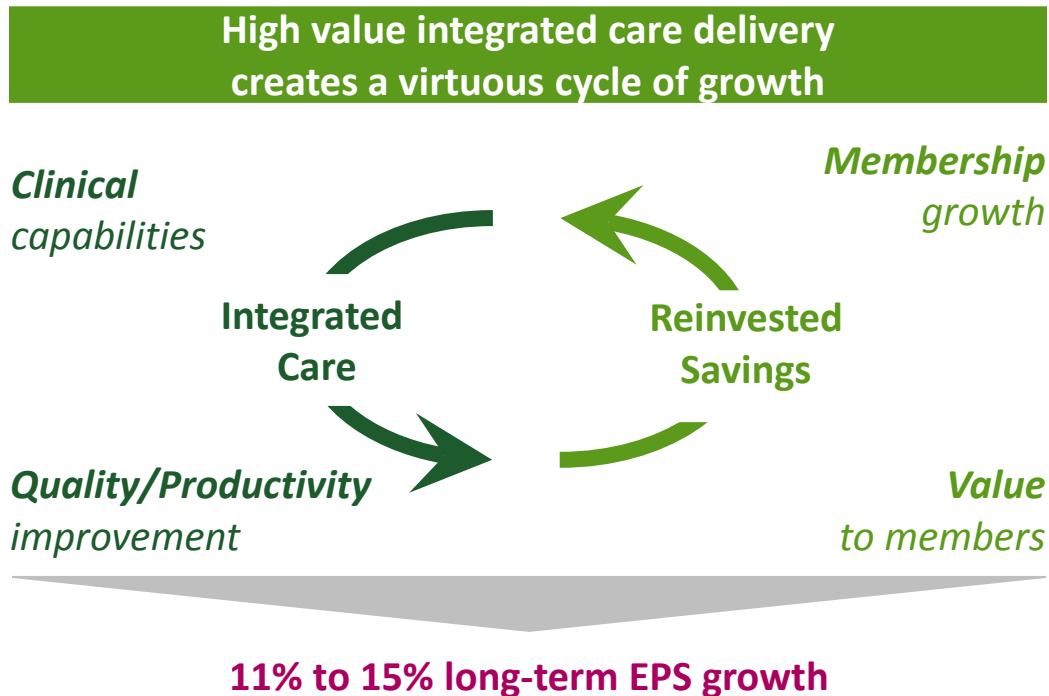 High value integrated care delivery
creates a virtuous cycle of growth
Clinical
capabilities
Membership
growth
Integrated
Care
Reinvested
Savings
Quality/Productivity
improvement
Value
to members
11% to 15% long-term EPS growth